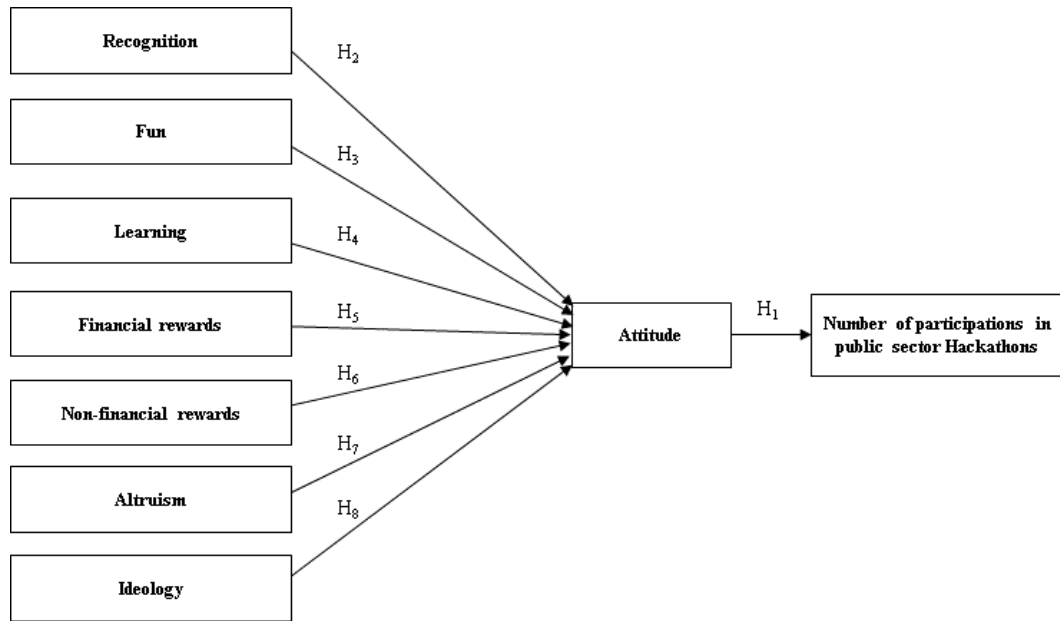 Recognition
H₂
Fun
H₃
Learning
H₄
Financial rewards
H₅
Attitude
H₁
Number of participations in
public sector Hackathons
Non-financial rewards
H₆
Altruism
H₇
Ideology
H₈